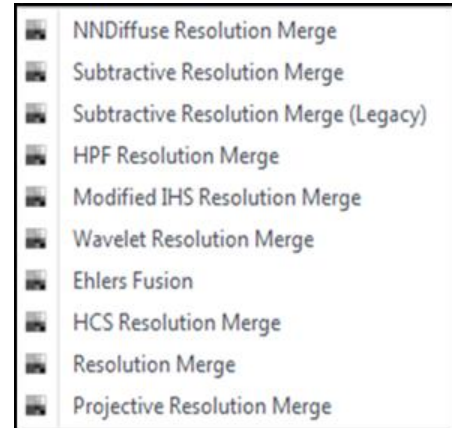 NNDiffuse Resolution Merge
Subtractive Resolution Merge
Subtractive Resolution Merge (Legacy)
HPF Resolution Merge
Modified IHS Resolution Merge
Wavelet Resolution Merge
Ehlers Fusion
HCS Resolution Merge
Resolution Merge
Projective Resolution Merge